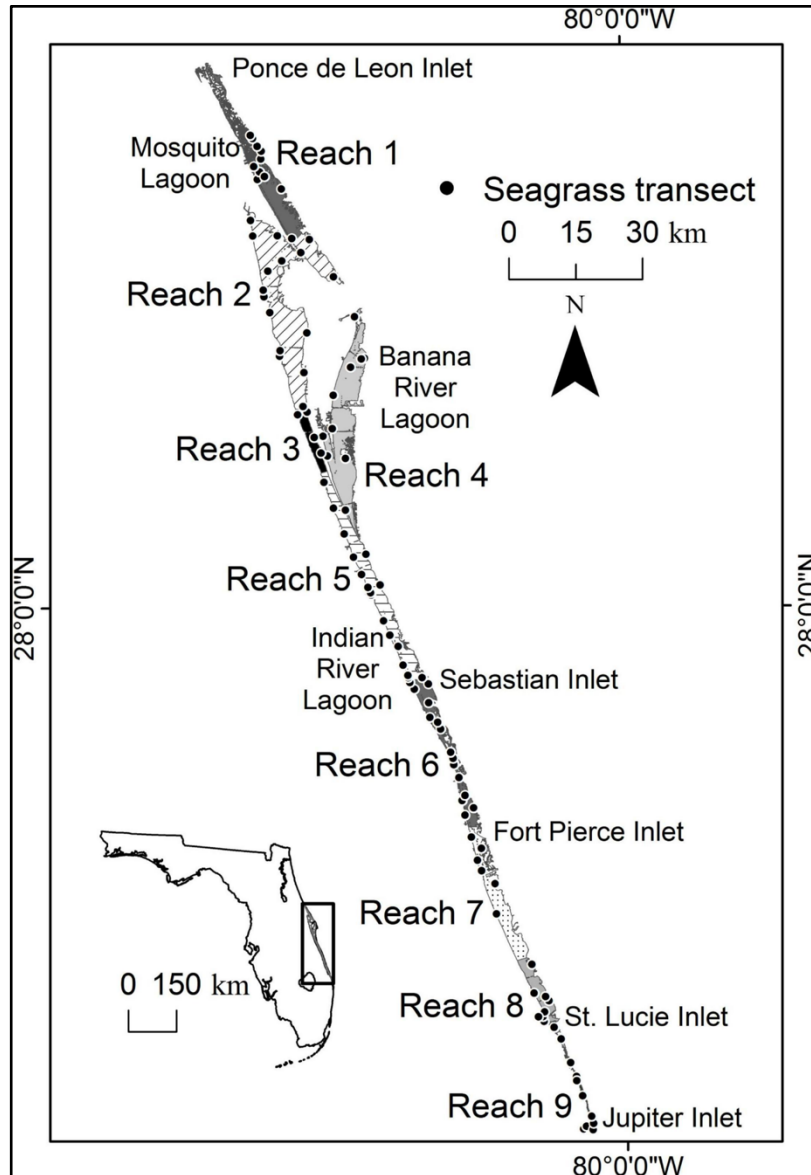 80°0'0"W
Ponce de Leon Inlet
Mosquito
Lagoon
Reach 1
Seagrass transect
0 15 30 km
N
Reach 2
Banana
River
Lagoon
Reach 3
Reach 4
28°0'0"N
28°0'0"N
Reach 5
Indian
River
Lagoon
Sebastian Inlet
Reach 6
Fort Pierce Inlet
Reach 7
0 150 km
Reach 8
St. Lucie Inlet
Reach 9
Jupiter Inlet
80°0'0"W